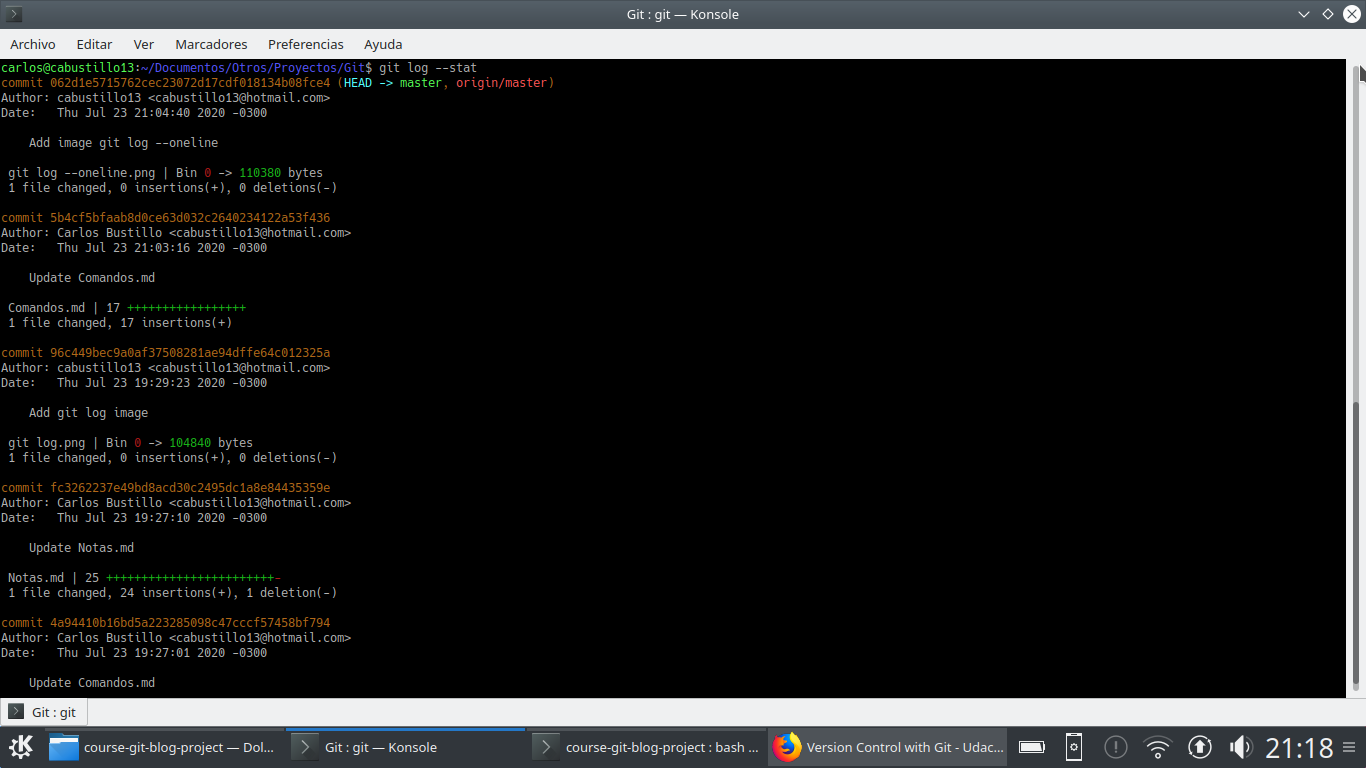 Git : git — Konsole
Archivo Editar Ver Marcadores Preferencias Ayuda
carlos@cabustillo13:~/Documentos/Otros/Proyectos/Git$ git log --stat
commit 062d1e5715762cec23072d17cdf018134b08fce4 (HEAD -> master, origin/master)
Author: cabustillo13 <cabustillo13@hotmail.com>
Date:   Thu Jul 23 21:04:40 2020 -0300
    Add image git log --oneline
 git log --oneline.png | Bin 0 -> 110380 bytes
 1 file changed, 0 insertions(+), 0 deletions(-)
commit 5b4cf5bfaab8d0ce63d032c2640234122a53f436
Author: Carlos Bustillo <cabustillo13@hotmail.com>
Date:   Thu Jul 23 21:03:16 2020 -0300
    Update Comandos.md
 Comandos.md | 17 +++++++++++++++++
 1 file changed, 17 insertions(+)
commit 96c449bec9a0af37508281ae94dffe64c012325a
Author: cabustillo13 <cabustillo13@hotmail.com>
Date:   Thu Jul 23 19:29:23 2020 -0300
    Add git log image
 git log.png | Bin 0 -> 104840 bytes
 1 file changed, 0 insertions(+), 0 deletions(-)
commit fc3262237e49bd8acd30c2495dc1a8e84435359e
Author: Carlos Bustillo <cabustillo13@hotmail.com>
Date:   Thu Jul 23 19:27:10 2020 -0300
    Update Notas.md
 Notas.md | 25 ++++++++++++++++++++++++-
 1 file changed, 24 insertions(+), 1 deletion(-)
commit 4a94410b16bd5a223285098c47cccf57458bf794
Author: Carlos Bustillo <cabustillo13@hotmail.com>
Date:   Thu Jul 23 19:27:01 2020 -0300
    Update Comandos.md
Git : git
course-git-blog-project — Dol... Git : git — Konsole course-git-blog-project : bash ... Version Control with Git - Udac... 21:18